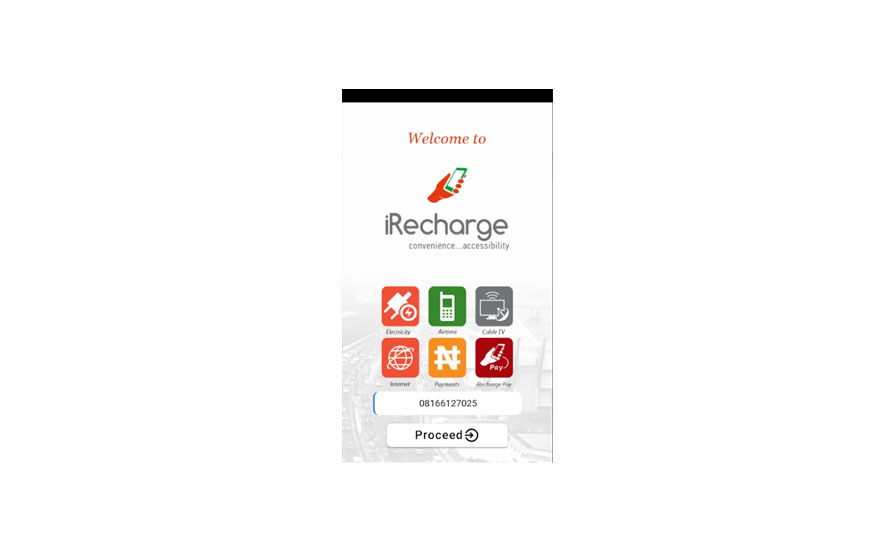 Welcome to
iRecharge
convenience...accessibility
Electricity Airtime Cable TV
Pay
Internet Payments iRecharge Pay
08166127025
Proceed